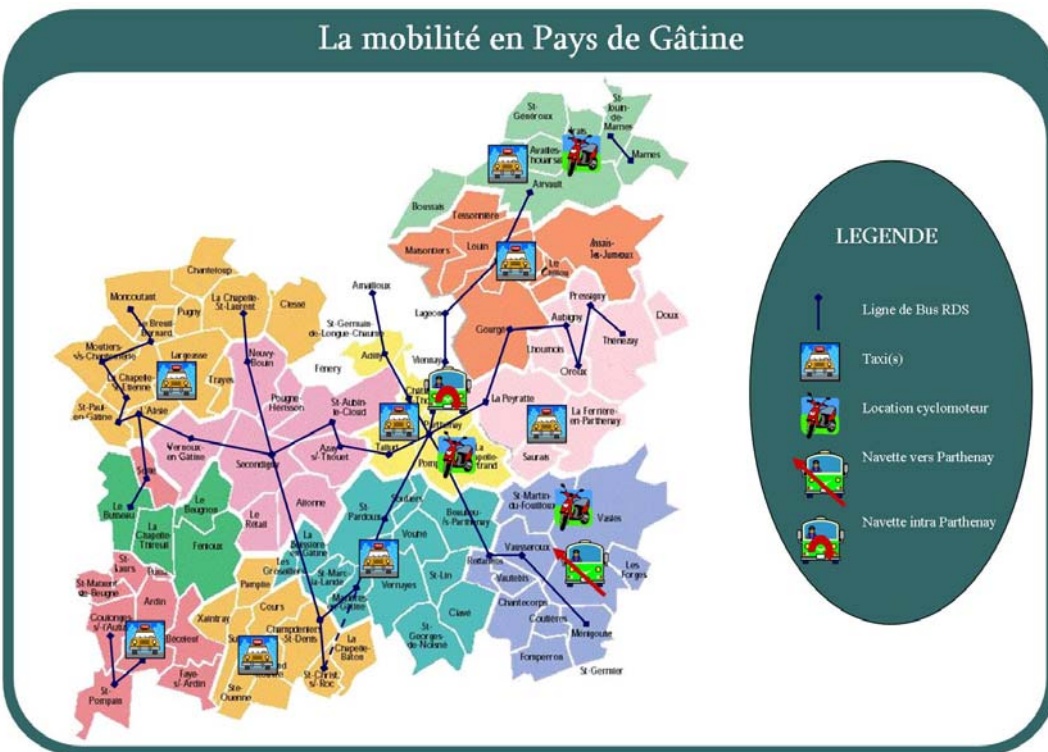 La mobilité en Pays de Gâtine
St-
Généroux
St-
Jouin-
de-
Marnes
Marnes
Airvault
Boussais
Tessonnière
Maisontiers
Louin
Assais-
les-Jumeaux
Chanteloup
Moncoutant
La Chapelle-
St-Laurent
Clessé
Pugny
Le Breuil-
Bernard
Largeasse
Trayes
Neuvy-
Bouin
Amailloux
St-Germain-
de-Longue-Chaume
Lageon
Fénery
Adilly
Viennay
Gourgé
Aubigny
Pressigny
Doux
Lhoumois
Thénezay
Oroux
La Peyratte
La Ferrière-
en-Parthenay
Saurais
Pougne-
Hérisson
St-Aubin-
le-Cloud
Parthenay
St-Paul-
en-Gâtine
L'Absie
Vernoux-
en-Gâtine
Secondigny
Azay-
s/-Thouet
Tallud
Le Busseau
Le
Beugnon
La
Chapelle-
Thireuil
Fenioux
Le
Retail
Allonne
St-
Pardoux
Soutiers
Beaulieu-
s/s-Parthenay
Vouhé
St-Martin-
du-Fouilloux
Vasles
Vausseroux
Reffannes
Vautebis
Les
Forges
Chantecorps
Coutières
Ménigoute
Fomperron
St-Germier
La
Boissière-
en-Gâtine
Les
Groseillers
St-Marc-
la-Lande
Mazières-
en-Gâtine
Verruyes
St-Lin
Clavé
St-
Georges-
de-Noisné
St-Maixent-
de-Beugné
Ardin
Coulonges-
s/-l'Autize
Béceleuf
St-
Pompain
Faye-
s/-Ardin
Pamplie
Xaintray
Cours
Champdeniers-
St-Denis
Ste-
Ouenne
St-Christ.
s/-Roc
La
Chapelle-
Bâton
LEGENDE
Ligne de Bus RDS
Taxi(s)
Location cyclomoteur
Navette vers Parthenay
Navette intra Parthenay